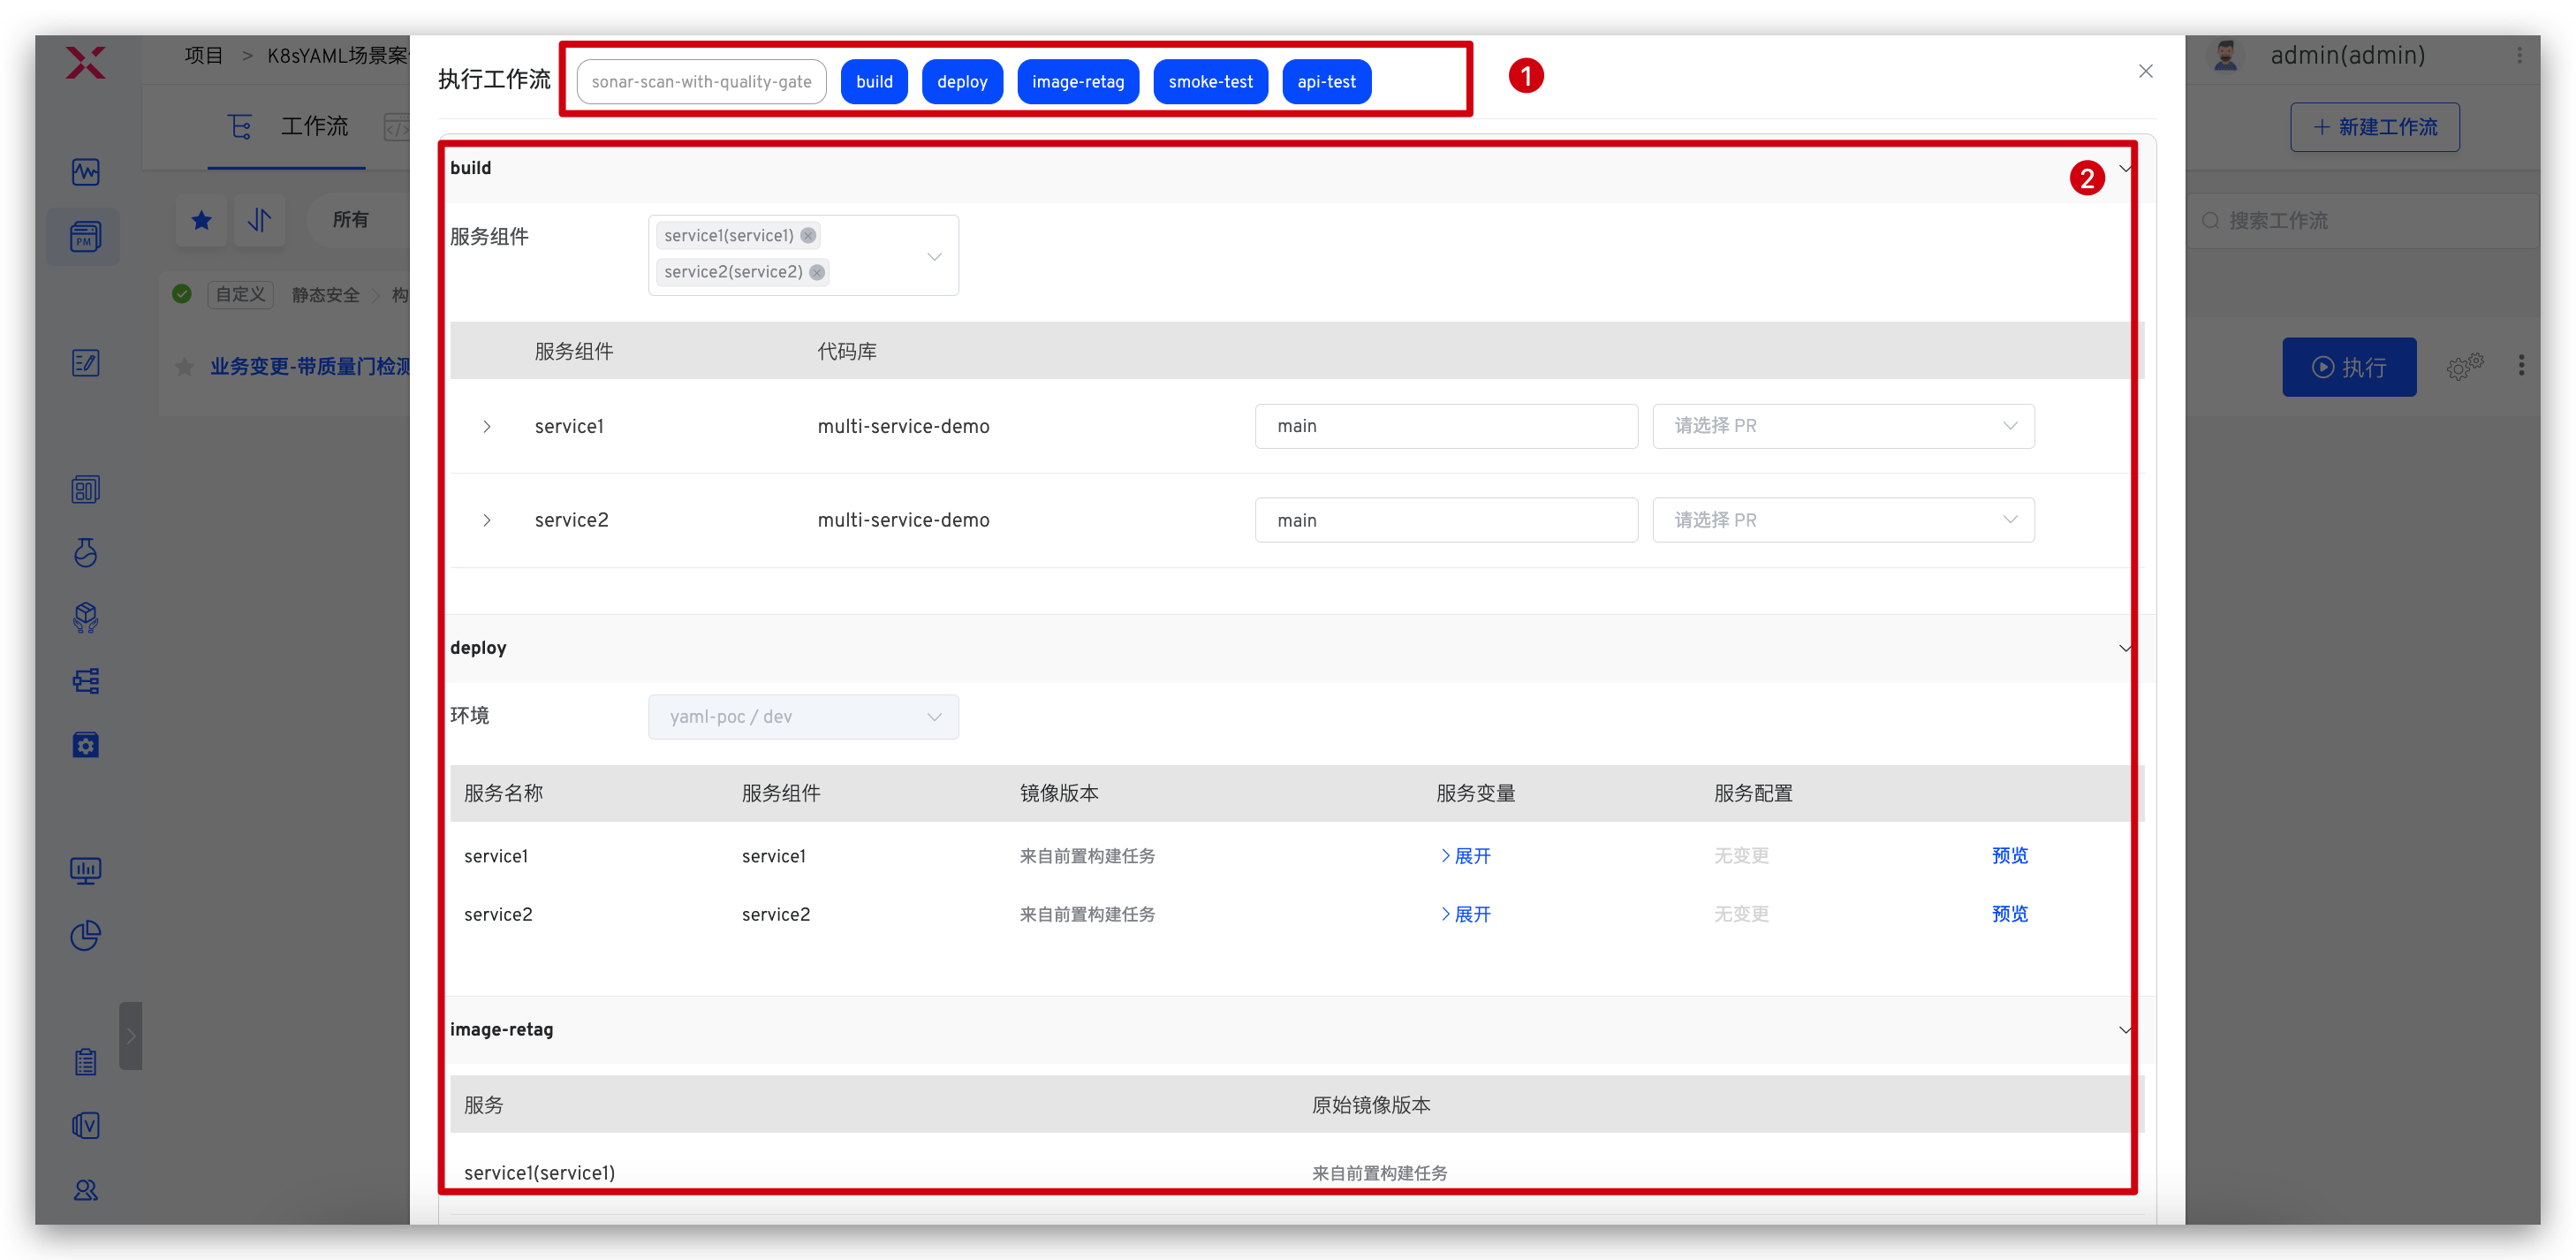 项目 > K8sYAML场景案
admin(admin)
工作流
+ 新建工作流
所有
搜索工作流
自定义 静态安全 > 构
业务变更-带质量门检测
执行
PM
V
执行工作流 sonar-scan-with-quality-gate build deploy image-retag smoke-test api-test
1
2
build
服务组件
service1(service1)
service2(service2)
服务组件 代码库
service1 multi-service-demo main 请选择 PR
service2 multi-service-demo main 请选择 PR
deploy
环境 yaml-poc / dev
服务名称 服务组件 镜像版本 服务变量 服务配置
service1 service1 来自前置构建任务 展开 无变更 预览
service2 service2 来自前置构建任务 展开 无变更 预览
image-retag
服务 原始镜像版本
service1(service1) 来自前置构建任务